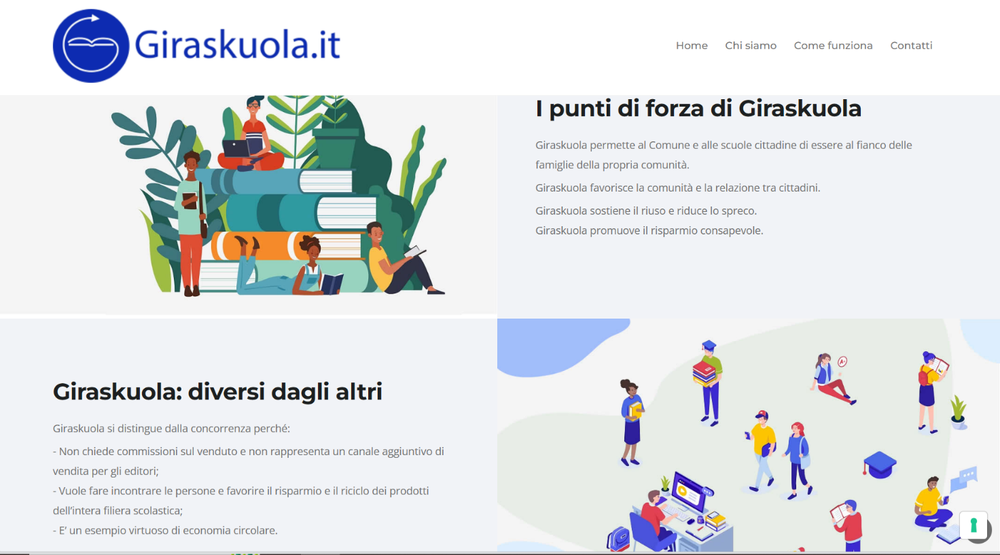 Giraskuola.it
Home Chi siamo Come funziona Contatti
I punti di forza di Giraskuola
Giraskuola permette al Comune e alle scuole cittadine di essere al fianco delle
famiglie della propria comunità.
Giraskuola favorisce la comunità e la relazione tra cittadini.
Giraskuola sostiene il riuso e riduce lo spreco.
Giraskuola promuove il risparmio consapevole.
Giraskuola: diversi dagli altri
Giraskuola si distingue dalla concorrenza perché:
- Non chiede commissioni sul venduto e non rappresenta un canale aggiuntivo di
vendita per gli editori;
- Vuole fare incontrare le persone e favorire il risparmio e il riciclo dei prodotti
dell’intera filiera scolastica;
- E’ un esempio virtuoso di economia circolare.
A+